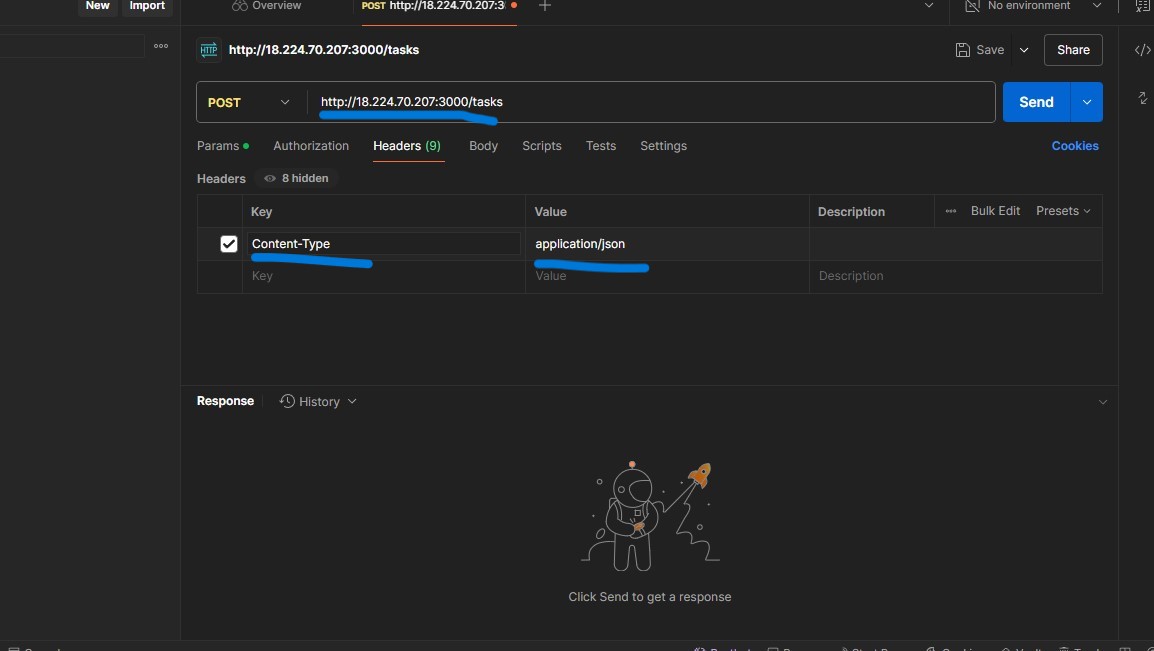 New Import Overview POST http://18.224.70.207:3 No environment
http://18.224.70.207:3000/tasks Save Share
POST http://18.224.70.207:3000/tasks Send
Params Authorization Headers (9) Body Scripts Tests Settings Cookies
Headers 8 hidden
Key Value Description Bulk Edit Presets
Content-Type application/json
Key Value Description
Response History
Click Send to get a response